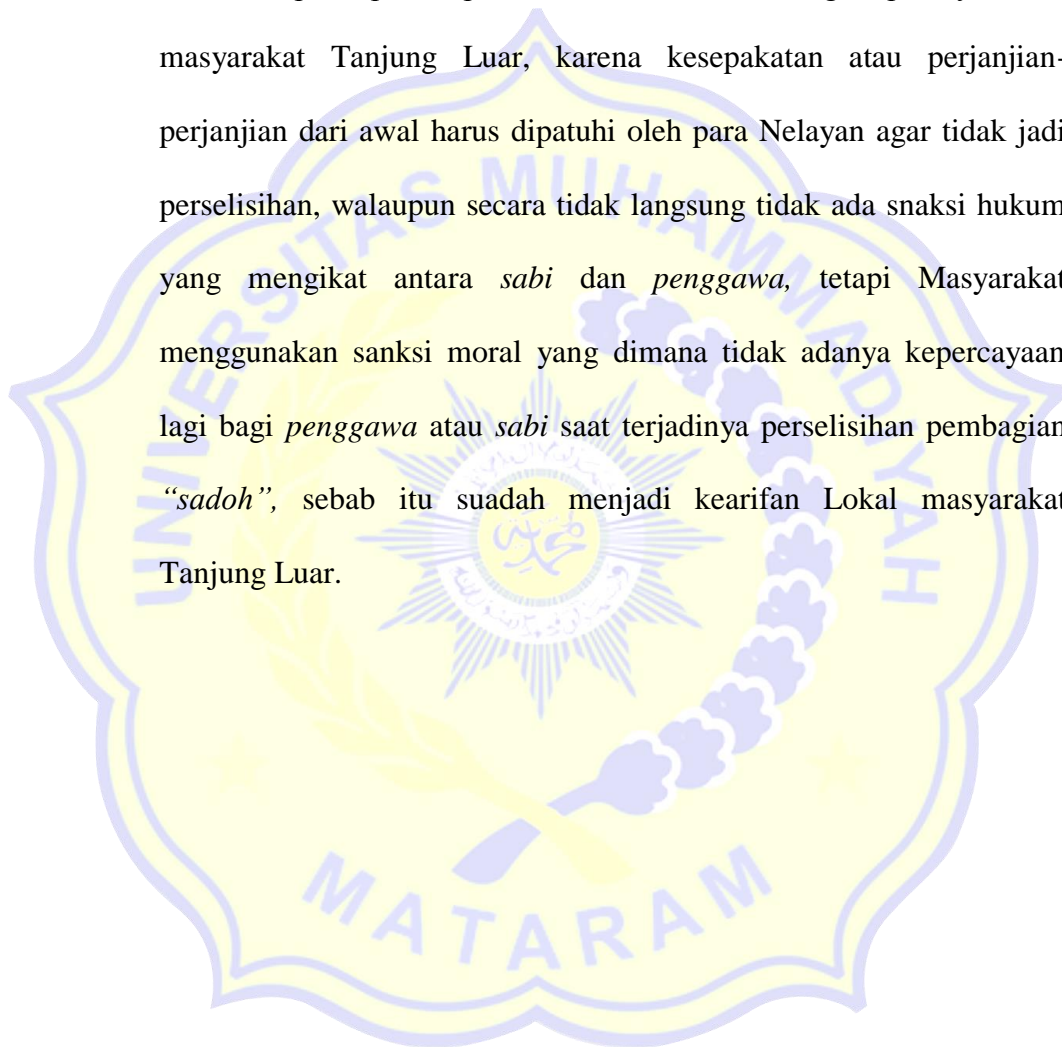 masyarakat Tanjung Luar, karena kesepakatan atau perjanjian-
perjanjian dari awal harus dipatuhi oleh para Nelayan agar tidak jadi
perselisihan, walaupun secara tidak langsung tidak ada snaksi hukum
yang mengikat antara sabi dan penggawa, tetapi Masyarakat
menggunakan sanksi moral yang dimana tidak adanya kepercayaan
lagi bagi penggawa atau sabi saat terjadinya perselisihan pembagian
“sadoh”, sebab itu suadah menjadi kearifan Lokal masyarakat
Tanjung Luar.
UNIVERSITAS MUHAMMADIYAH
MATARAM